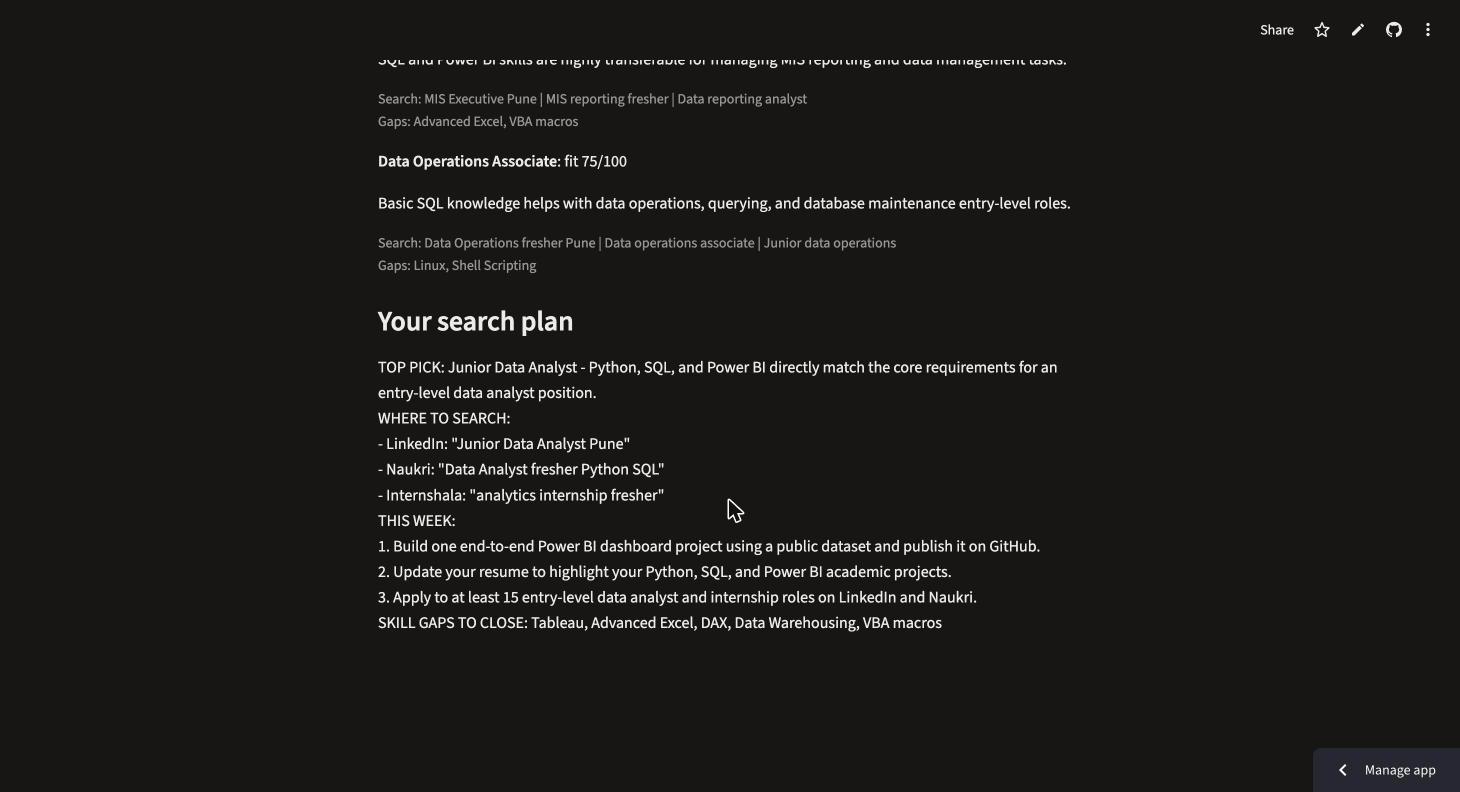 Share
SQL and Power BI skills are highly transferable for managing MIS reporting and data management tasks.
Search: MIS Executive Pune | MIS reporting fresher | Data reporting analyst
Gaps: Advanced Excel, VBA macros
Data Operations Associate: fit 75/100
Basic SQL knowledge helps with data operations, querying, and database maintenance entry-level roles.
Search: Data Operations fresher Pune | Data operations associate | Junior data operations
Gaps: Linux, Shell Scripting
Your search plan
TOP PICK: Junior Data Analyst - Python, SQL, and Power BI directly match the core requirements for an
entry-level data analyst position.
WHERE TO SEARCH:
- LinkedIn: "Junior Data Analyst Pune"
- Naukri: "Data Analyst fresher Python SQL"
- Internshala: "analytics internship fresher"
THIS WEEK:
1. Build one end-to-end Power BI dashboard project using a public dataset and publish it on GitHub.
2. Update your resume to highlight your Python, SQL, and Power BI academic projects.
3. Apply to at least 15 entry-level data analyst and internship roles on LinkedIn and Naukri.
SKILL GAPS TO CLOSE: Tableau, Advanced Excel, DAX, Data Warehousing, VBA macros
Manage app